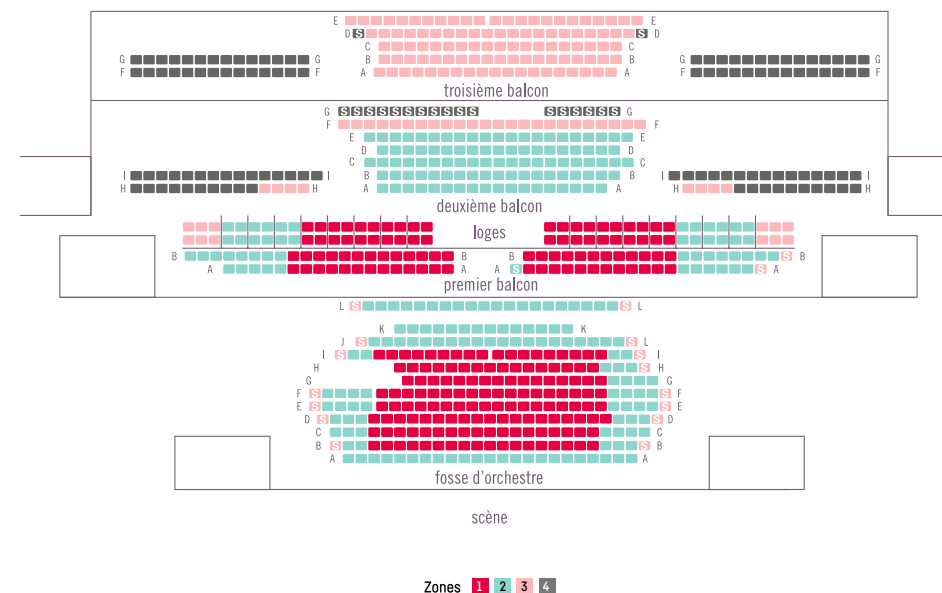 E E
D S S D
C C
B B
G G A A G G
F F F F
troisième balcon
G S S S S S S S S S S S S S S S S S G
F F
E E
D D
C C
I I B B I I
H H A A H H
deuxième balcon
loges
B B B S B
A A A S S A
premier balcon
L S S L
K K
J S S L
I S S I
H S H
G G
F S S F
E S S E
D S S D
C C
B S S B
A A
fosse d'orchestre
scène
Zones 1 2 3 4